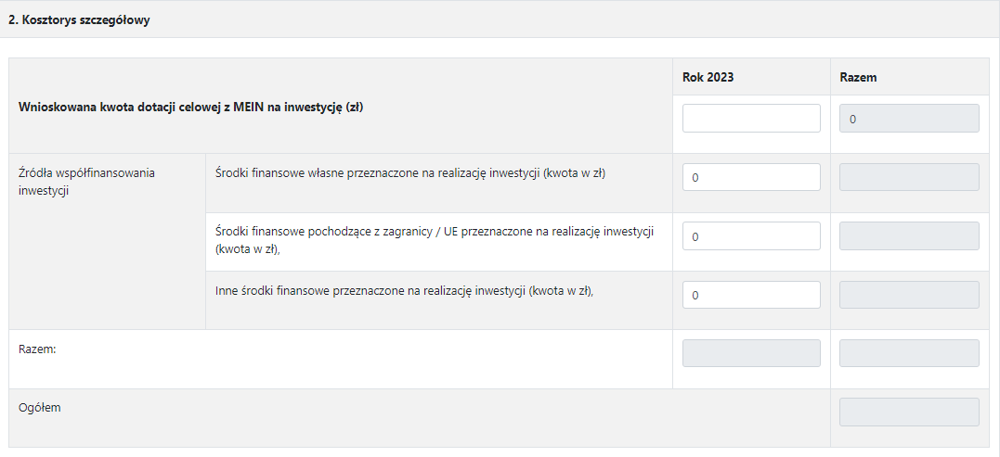 2. Kosztorys szczegółowy
Rok 2023
Razem
Wnioskowana kwota dotacji celowej z MEIN na inwestycję (zł)
0
Źródła współfinansowania
inwestycji
Środki finansowe własne przeznaczone na realizację inwestycji (kwota w zł)
0
Środki finansowe pochodzące z zagranicy / UE przeznaczone na realizację inwestycji
(kwota w zł),
0
Inne środki finansowe przeznaczone na realizację inwestycji (kwota w zł),
0
Razem:
Ogółem